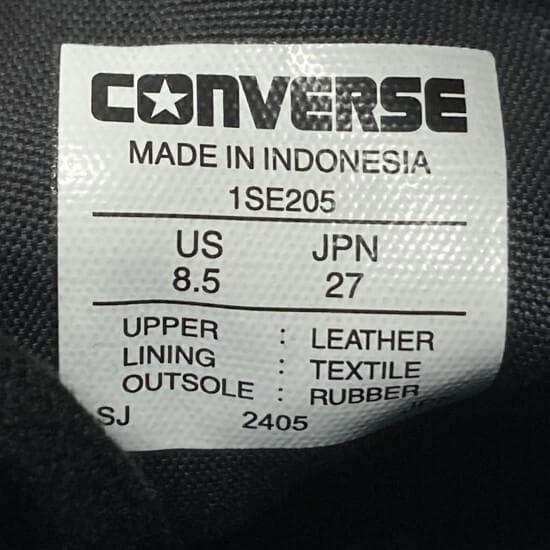 CONVERSE
MADE IN INDONESIA
1SE205
US JPN
8.5 27
UPPER : LEATHER
LINING : TEXTILE
OUTSOLE : RUBBER
SJ 2405